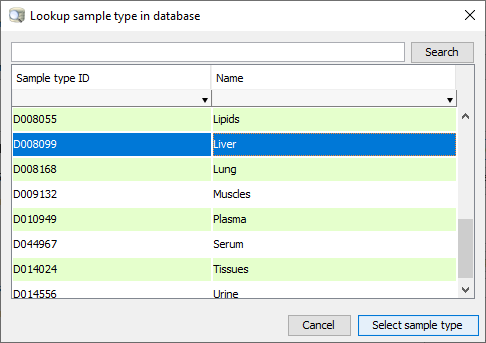 Lookup sample type in database
Search
Sample type ID Name
D008055 Lipids
D008099 Liver
D008168 Lung
D009132 Muscles
D010949 Plasma
D044967 Serum
D014024 Tissues
D014556 Urine
Cancel Select sample type